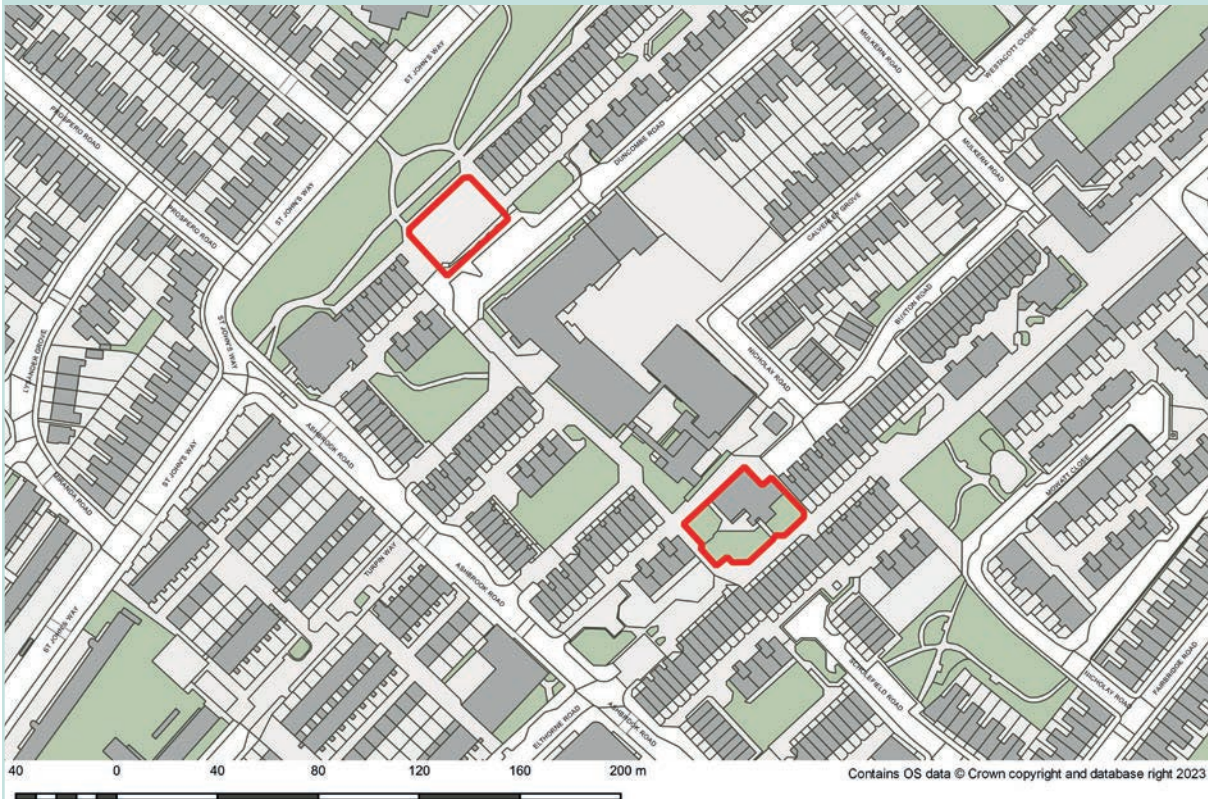 ST JOHN'S WAY
MULKERN ROAD
WESTACOTT CLOSE
PROSPERO ROAD
DUNCOMBE ROAD
ST JOHN'S WAY
MULKERN ROAD
PROSPERO ROAD
CALVERLEY GROVE
BUXTON ROAD
LYSANDER GROVE
ST JOHN'S WAY
NICHOLAY ROAD
ASHBROOK ROAD
ST JOHN'S WAY
MIRANDA ROAD
MOWATT CLOSE
TURPIN WAY
ASHBROOK ROAD
ST JOHN'S WAY
SCHOLEFIELD ROAD
NICHOLAY ROAD
FAIRBRIDGE ROAD
ELTHORNE ROAD
ASHBROOK ROAD
40 0 40 80 120 160 200 m
Contains OS data © Crown copyright and database right 2023